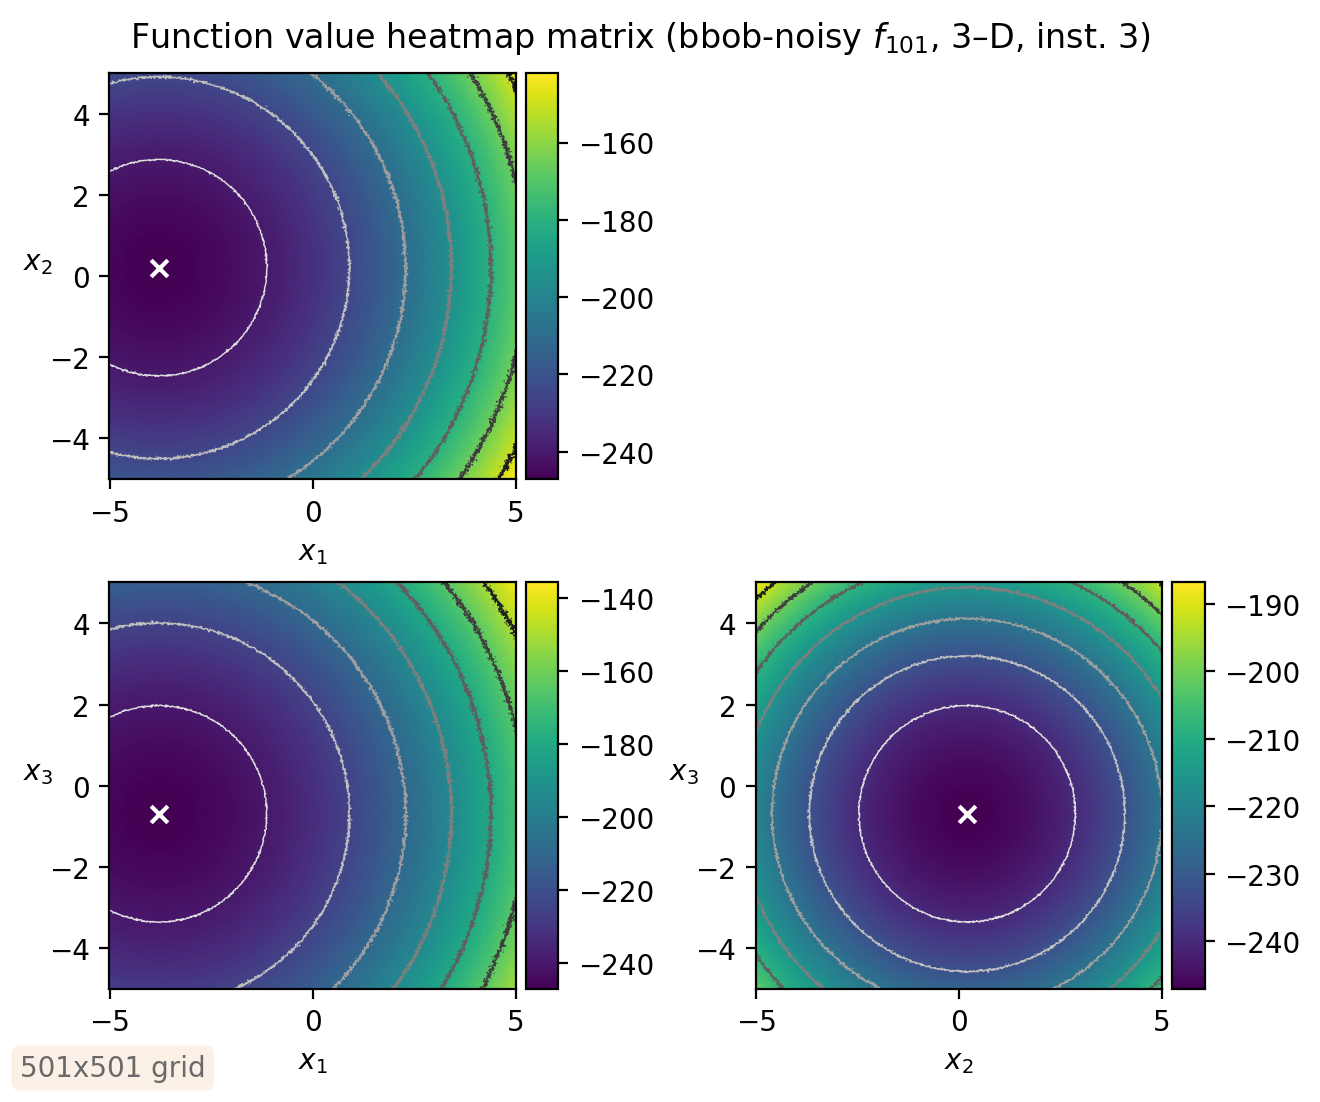 Function value heatmap matrix (bbob-noisy f101, 3–D, inst. 3)
4
2
0
−2
−4
x2
−5 0 5
x1
−160
−180
−200
−220
−240
4
2
0
−2
−4
x3
−5 0 5
x1
−140
−160
−180
−200
−220
−240
4
2
0
−2
−4
x3
−5 0 5
x2
−190
−200
−210
−220
−230
−240
501x501 grid